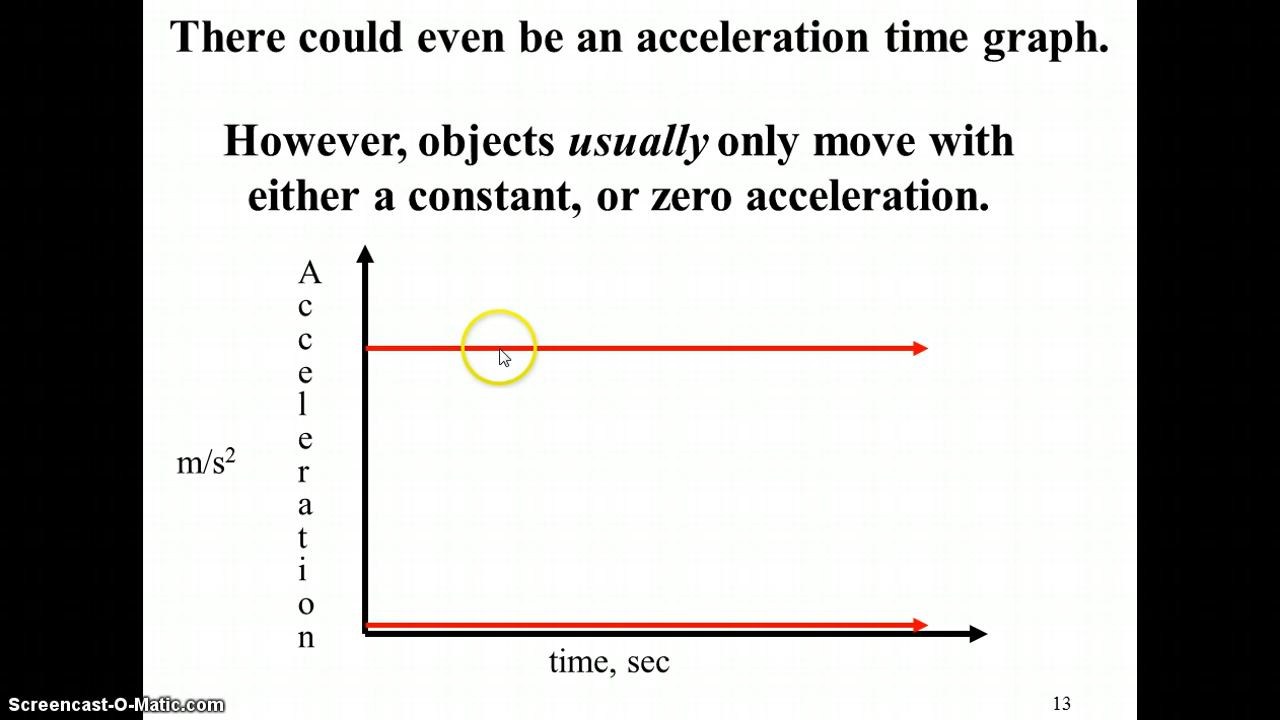 There could even be an acceleration time graph.
However, objects usually only move with
either a constant, or zero acceleration.
Acceleration
m/s²
time, sec
Screencast-O-Matic.com
13